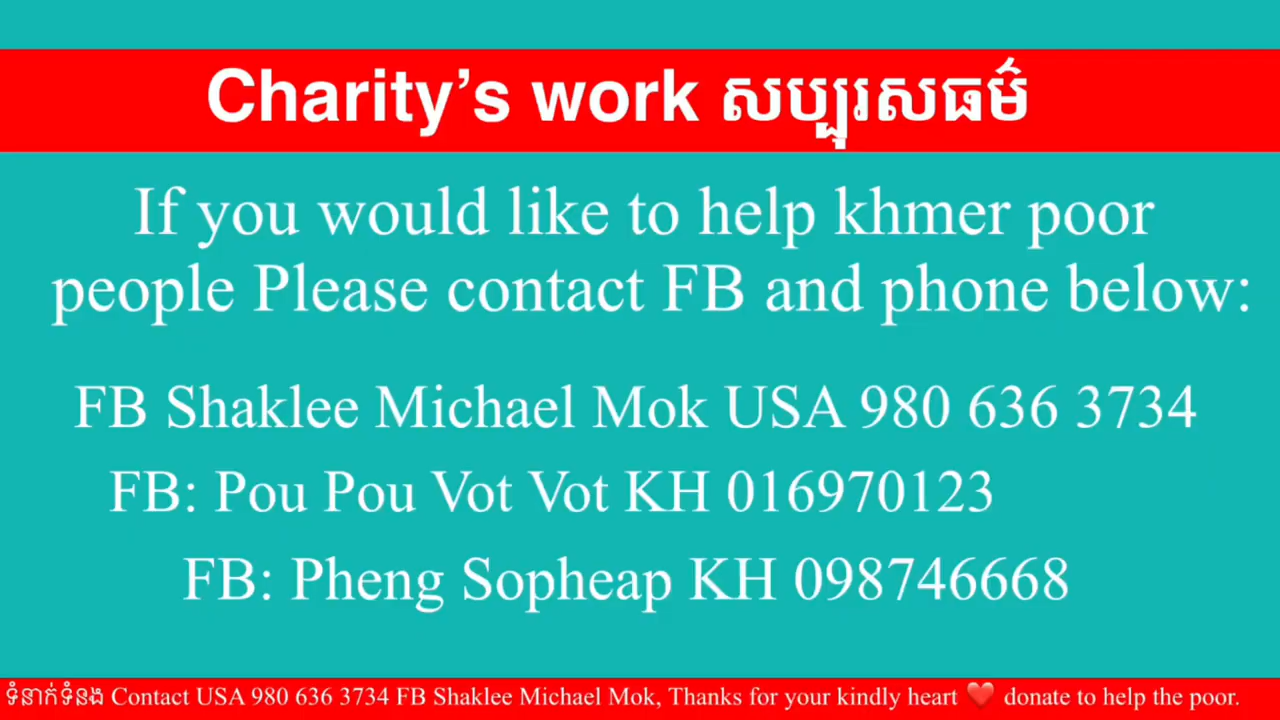 Charity’s work សប្បុរសធម៌
If you would like to help khmer poor
people Please contact FB and phone below:
FB Shaklee Michael Mok USA 980 636 3734
FB: Pou Pou Vot Vot KH 016970123
FB: Pheng Sopheap KH 098746668
ទំនាក់ទំនង Contact USA 980 636 3734 FB Shaklee Michael Mok, Thanks for your kindly heart ❤️ donate to help the poor.